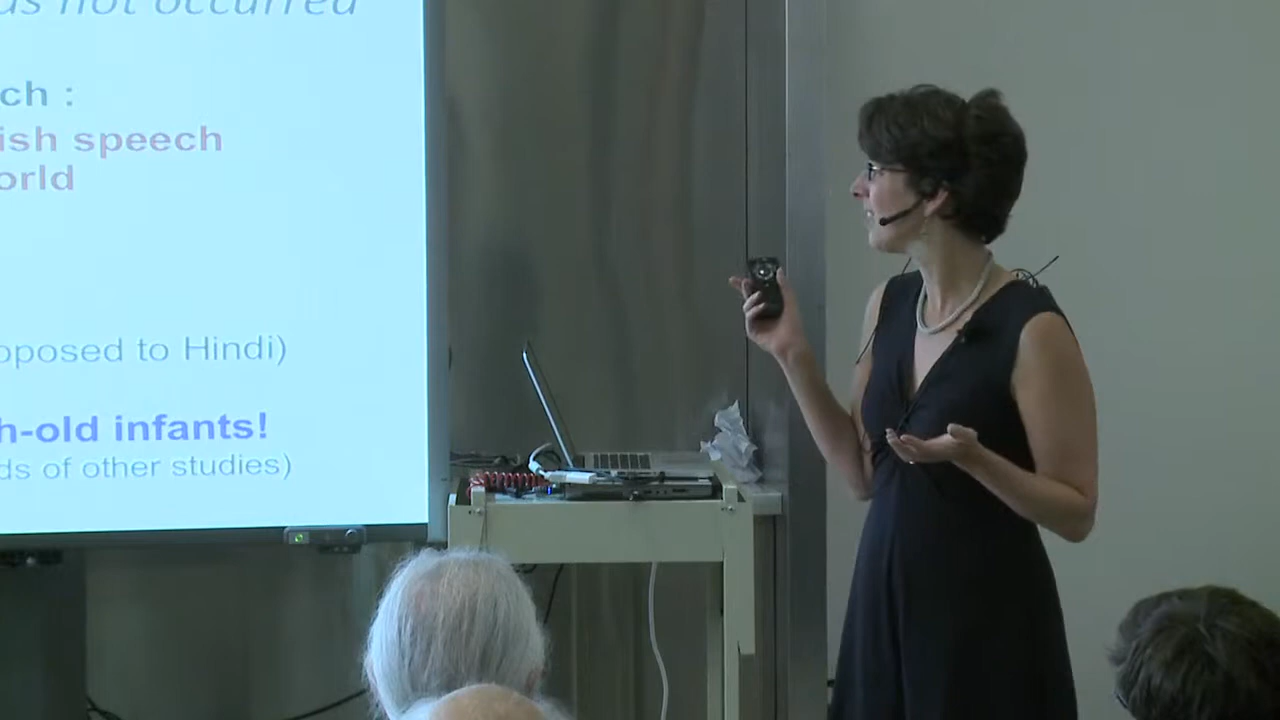 as not occurred
ch :
ish speech
orld
pposed to Hindi)
h-old infants!
ds of other studies)